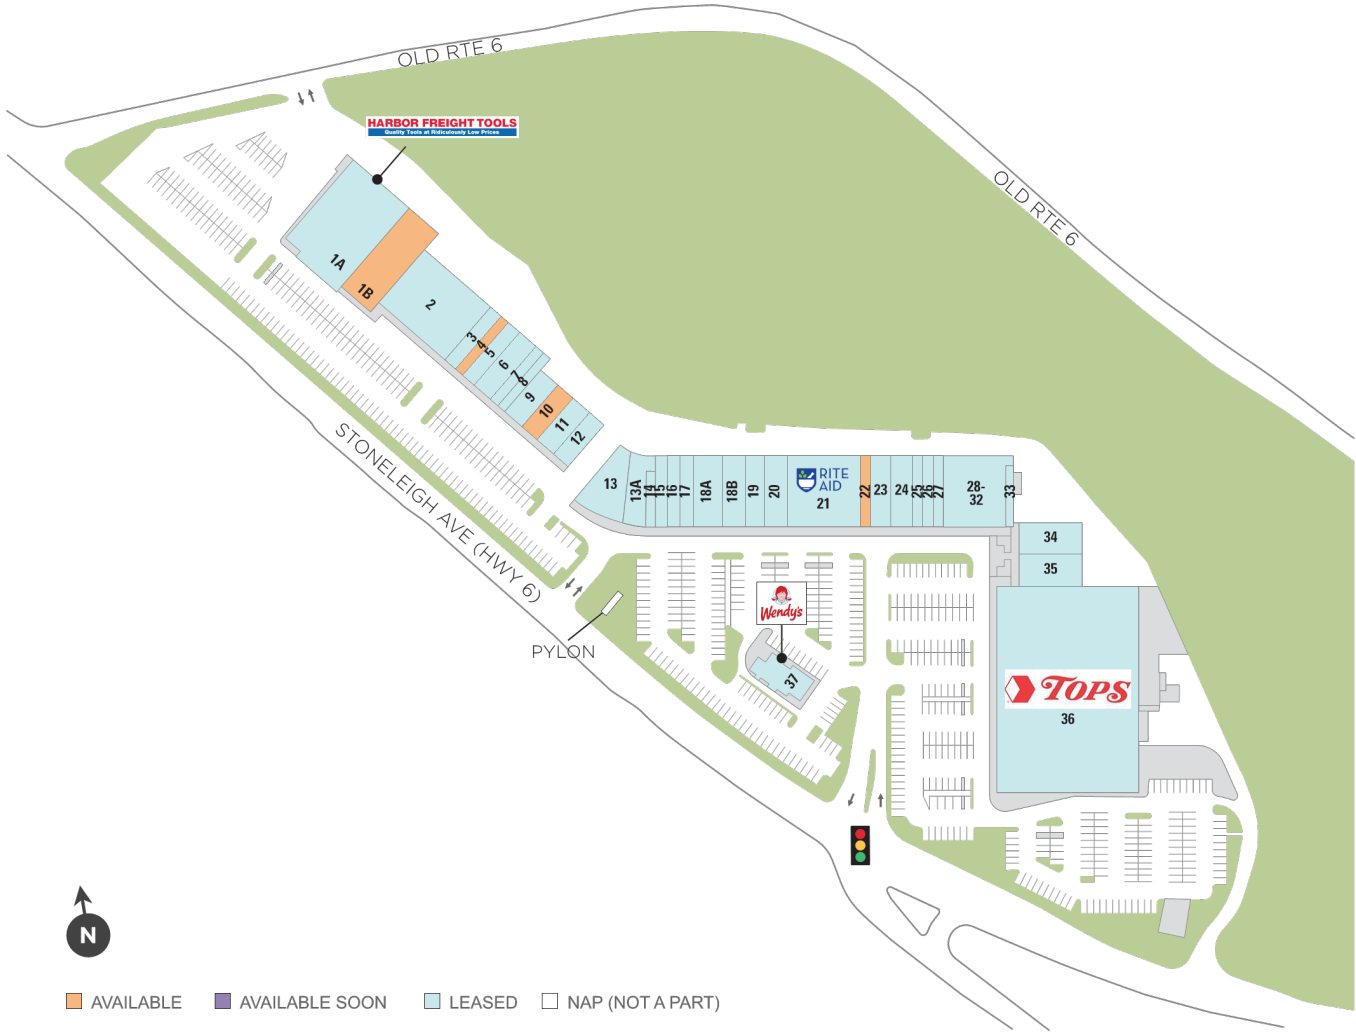 OLD RTE 6
HARBOR FREIGHT TOOLS
Quality Tools at Ridiculously Low Prices
OLD RTE 6
1A
1B
2
3
4
5
6
7
8
9
10
11
12
STONELEIGH AVE (HWY 6)
13
13A
14
15
16
17
18A
18B
19
20
RITE
AID
21
22
23
24
25
26
27
28-
32
33
34
35
Wendy's
PYLON
37
TOPS
36
N
AVAILABLE
AVAILABLE SOON
LEASED
NAP (NOT A PART)